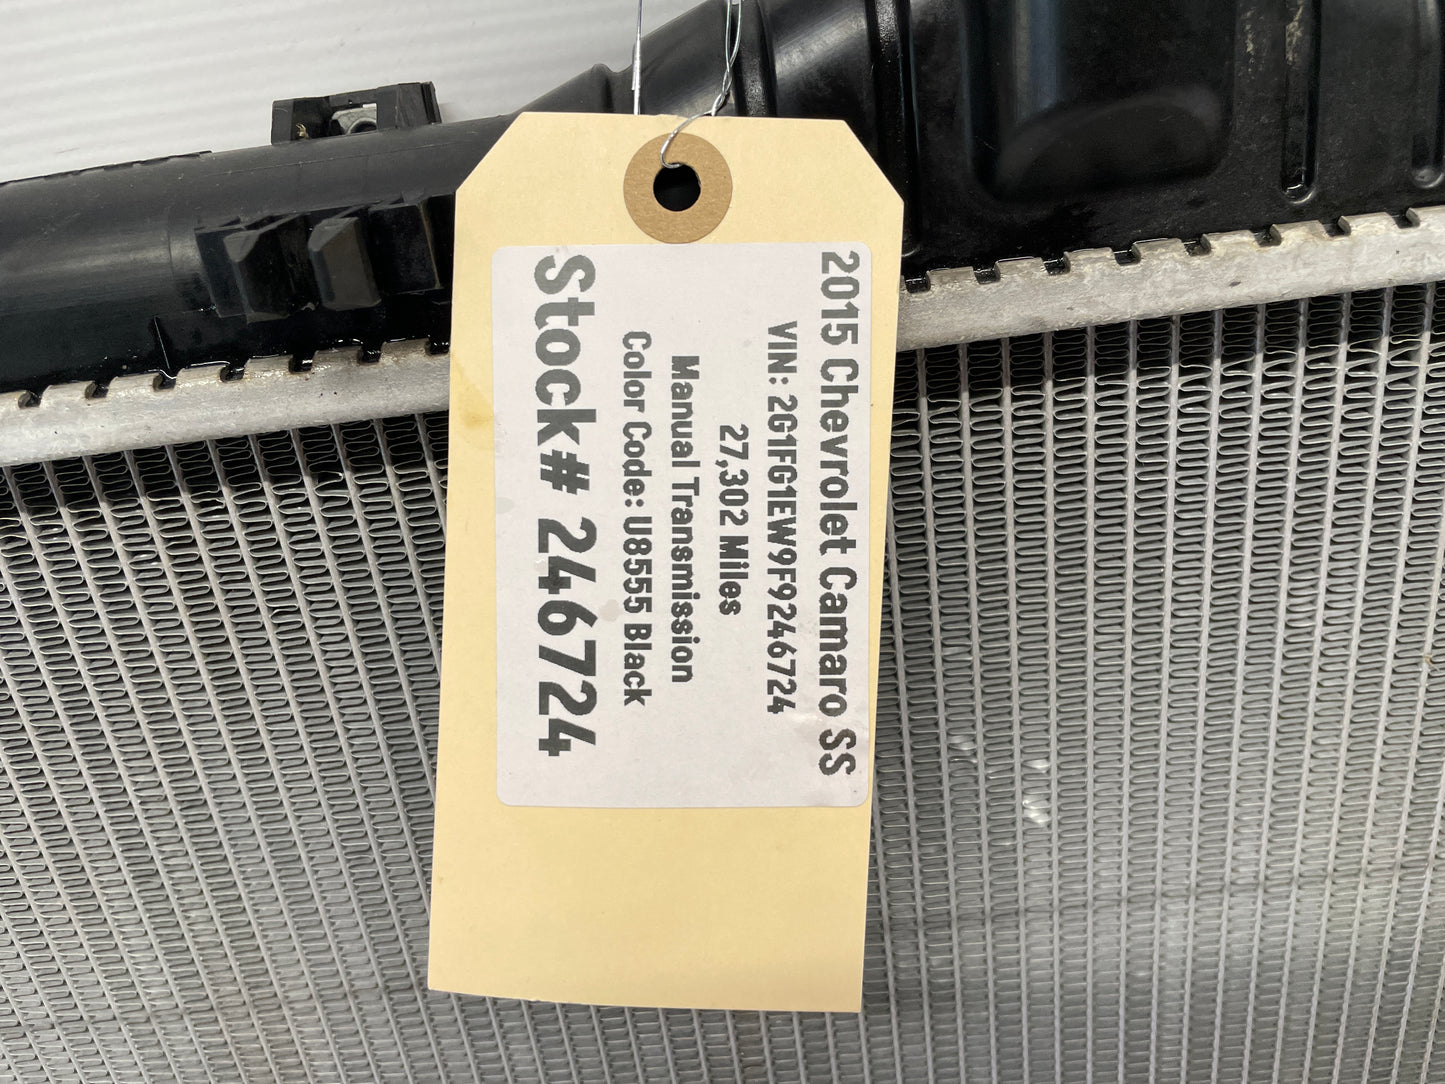 2015 Chevrolet Camaro SS
VIN: 2G1FG1EW9F9246724
27,302 Miles
Manual Transmission
Color Code: U8555 Black
Stock# 246724